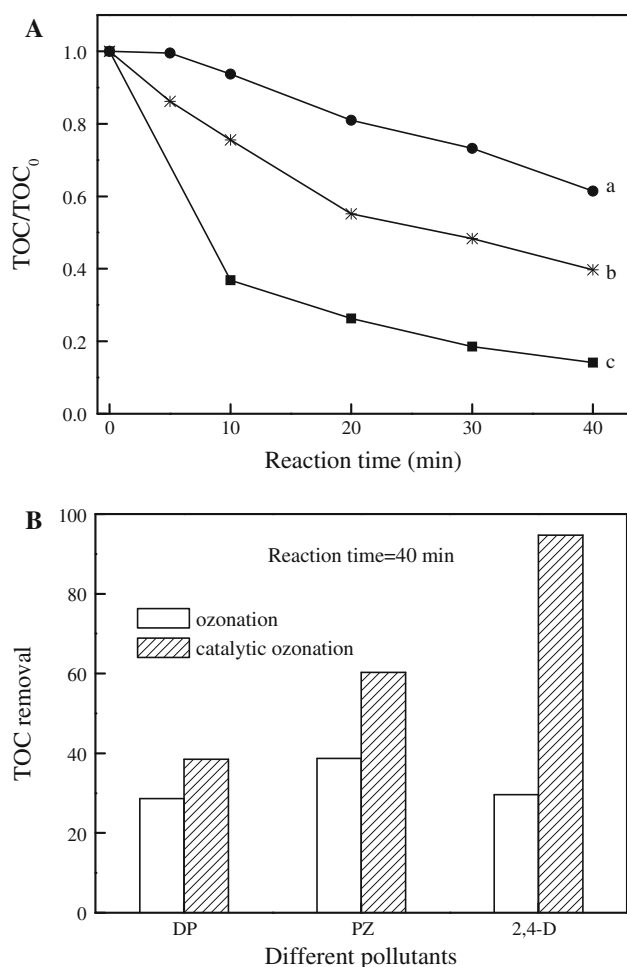 A
TOC/TOC₀
1.0
0.8
0.6
0.4
0.2
0.0
a
b
c
0 10 20 30 40
Reaction time (min)
B
TOC removal
100
80
60
40
20
0
Reaction time=40 min
ozonation
catalytic ozonation
DP PZ 2,4-D
Different pollutants